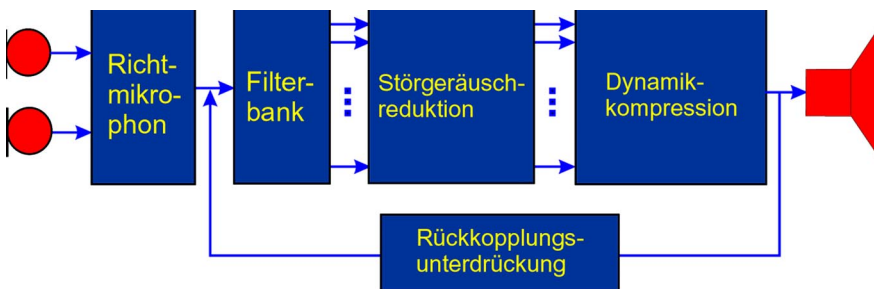 Richt-
mikro-
phon
Filter-
bank
Störgeräusch-
reduktion
Dynamik-
kompression
Rückkopplungs-
unterdrückung